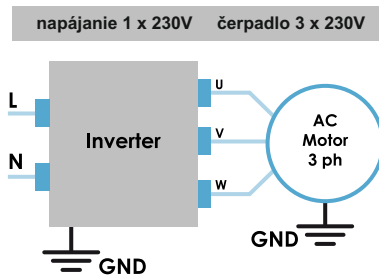 napájanie 1 x 230V čerpadlo 3 x 230V
L
N
Inverter
U
V
W
AC
Motor
3 ph
GND
GND